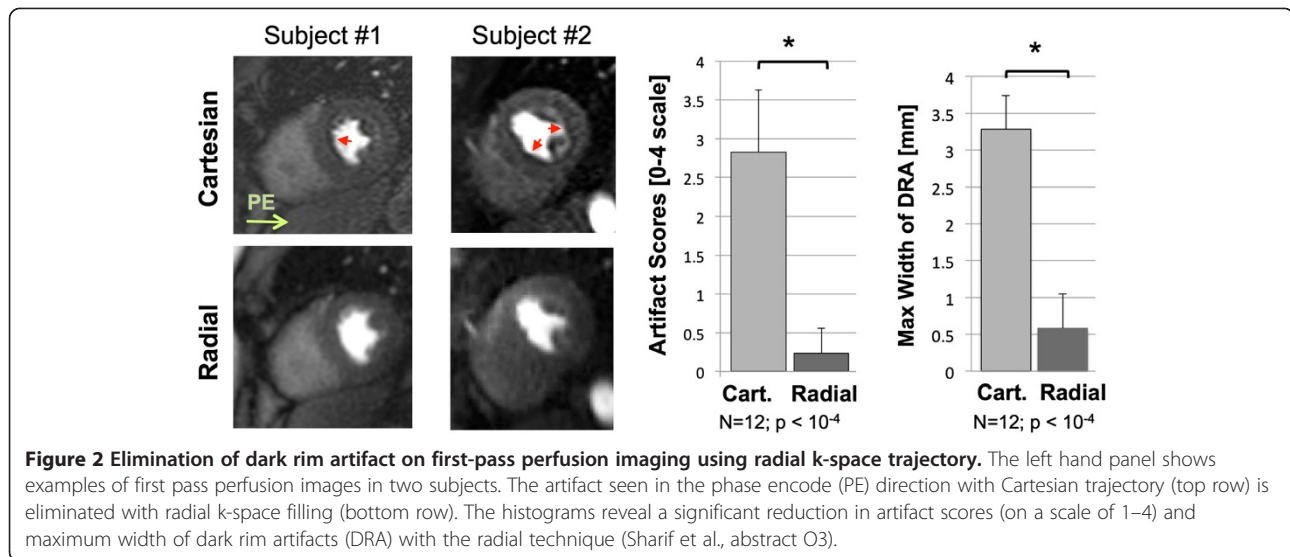 Subject #1
Subject #2
Cartesian
PE
Radial
*
Artifact Scores [0-4 scale]
4
3.5
3
2.5
2
1.5
1
0.5
0
Cart. Radial
N=12; p < 10-4
*
Max Width of DRA [mm]
4
3.5
3
2.5
2
1.5
1
0.5
0
Cart. Radial
N=12; p < 10-4
Figure 2 Elimination of dark rim artifact on first-pass perfusion imaging using radial k-space trajectory. The left hand panel shows
examples of first pass perfusion images in two subjects. The artifact seen in the phase encode (PE) direction with Cartesian trajectory (top row) is
eliminated with radial k-space filling (bottom row). The histograms reveal a significant reduction in artifact scores (on a scale of 1–4) and
maximum width of dark rim artifacts (DRA) with the radial technique (Sharif et al., abstract O3).